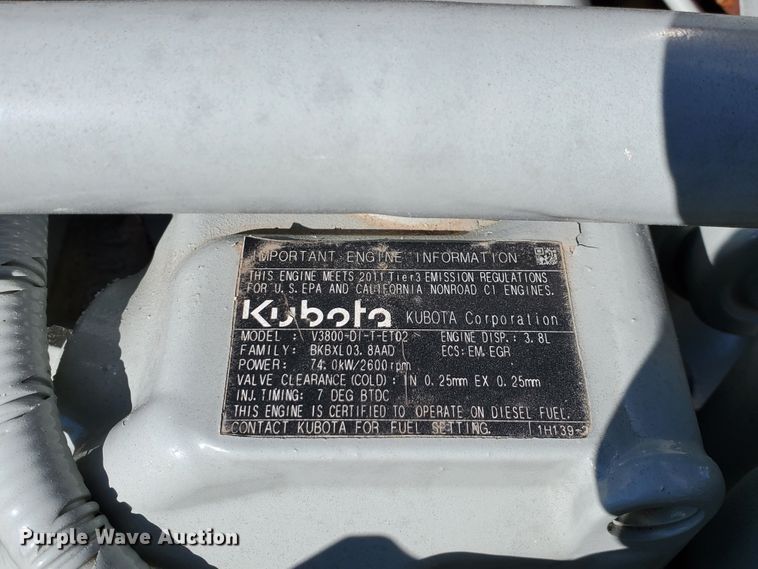 IMPORTANT ENGINE INFORMATION
THIS ENGINE MEETS 2011 Tier3 EMISSION REGULATIONS
FOR U.S. EPA AND CALIFORNIA NONROAD CI ENGINES.
Kubota KUBOTA Corporation
MODEL: V3800-DI-T-ET02 ENGINE DISP.: 3.8L
FAMILY: BKBXL03.8AAD ECS: EM, EGR
POWER: 74.0kW/2600rpm
VALVE CLEARANCE (COLD): IN 0.25mm EX 0.25mm
INJ. TIMING: 7 DEG BTDC
THIS ENGINE IS CERTIFIED TO OPERATE ON DIESEL FUEL.
CONTACT KUBOTA FOR FUEL SETTING. 1H139-2
Purple Wave Auction